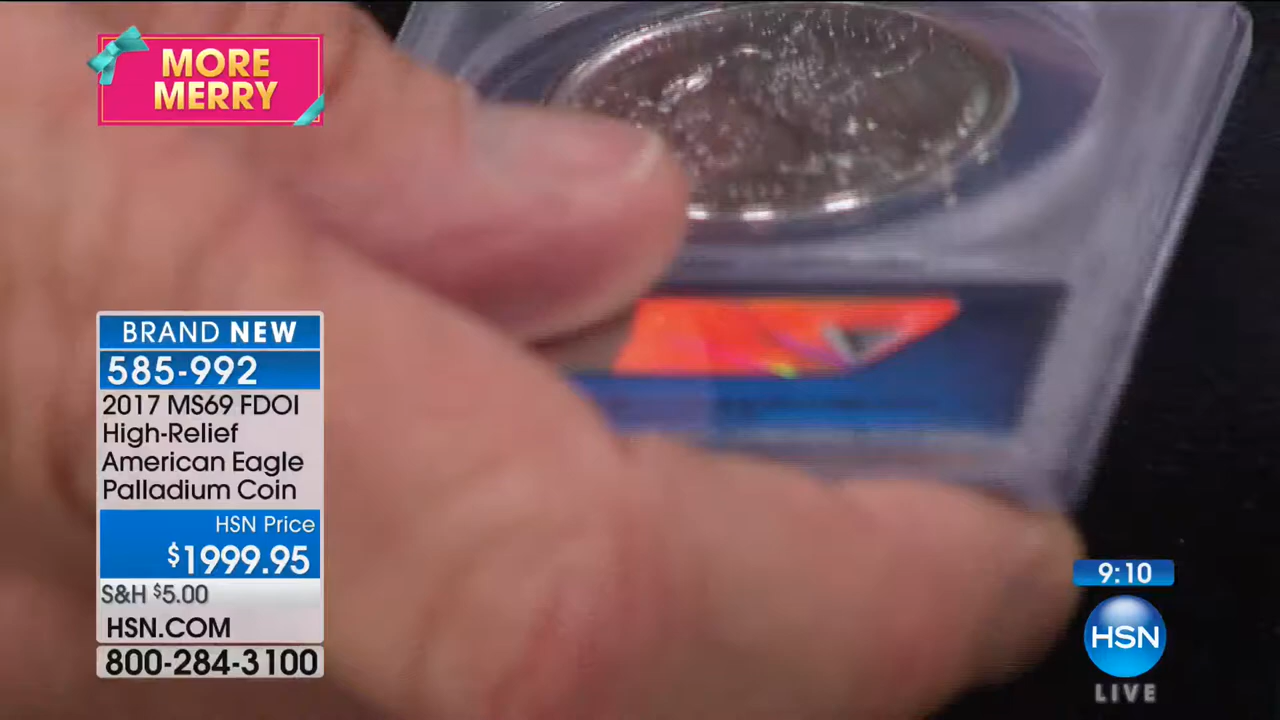 MORE
MERRY
BRAND NEW
585-992
2017 MS69 FDOI
High-Relief
American Eagle
Palladium Coin
HSN Price
$1999.95
S&H $5.00
HSN.COM
800-284-3100
9:10
HSN
LIVE